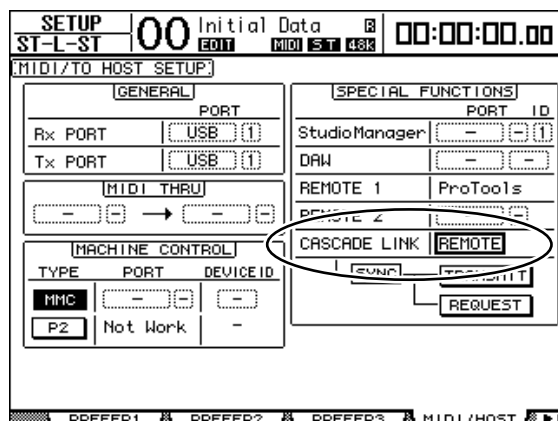 SETUP
ST-L-ST
00 Initial Data
EDIT MIDI ST 48K
00:00:00.00
MIDI/TO HOST SETUP
GENERAL
PORT
Rx PORT USB 1
Tx PORT USB 1
MIDI THRU
- - → - -
MACHINE CONTROL
TYPE PORT DEVICE ID
MMC - - -
P2 Not Work -
SPECIAL FUNCTIONS
PORT ID
StudioManager - - 1
DAW - -
REMOTE 1 ProTools
REMOTE 2 - -
CASCADE LINK REMOTE
SYNC TRANSMIT
REQUEST
PREFER1 PREFER2 PREFER3 MIDI/HOST